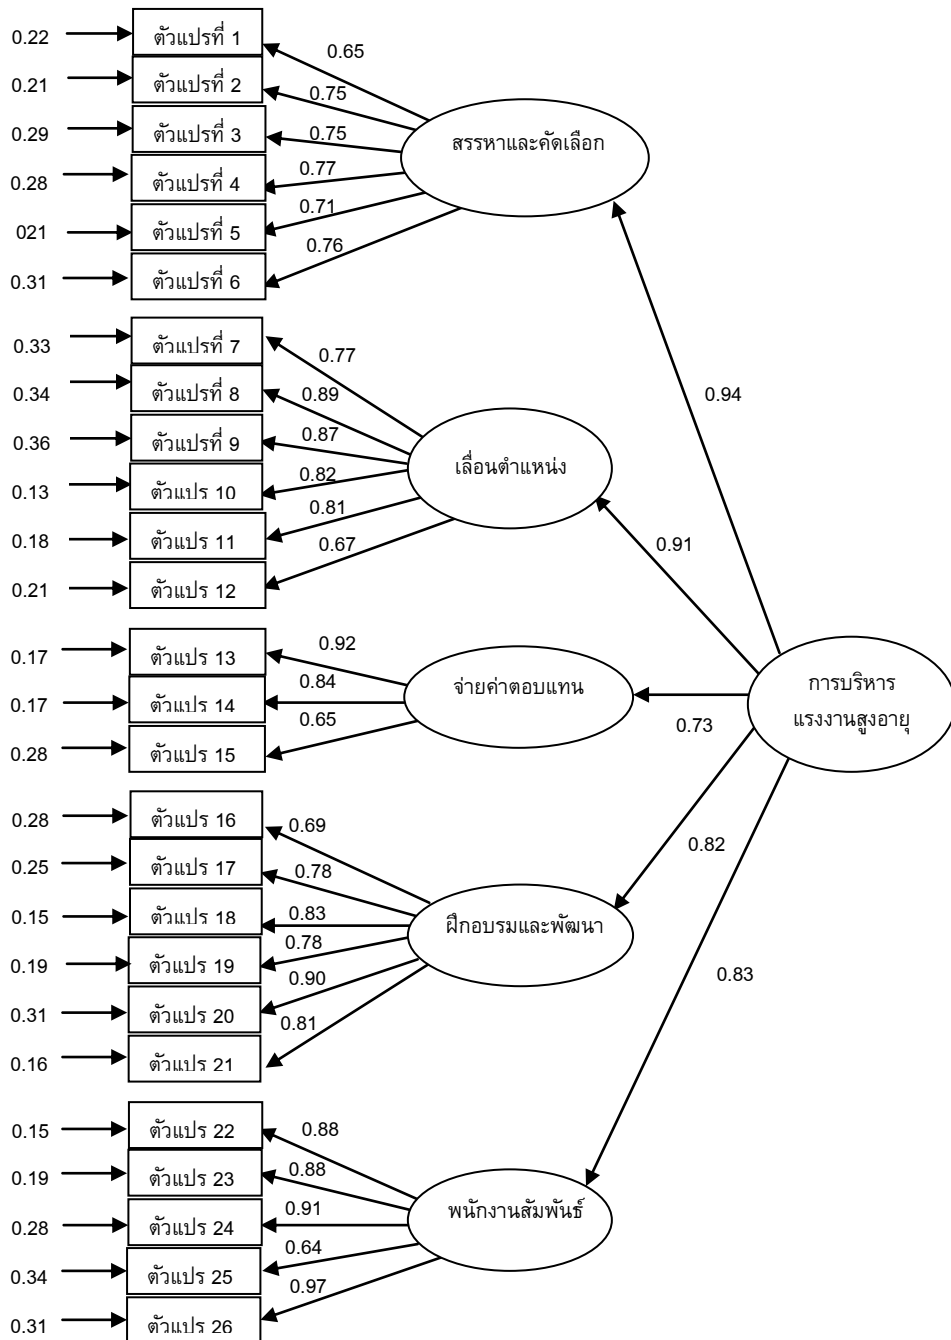 0.22 ตัวแปรที่ 1 0.65
0.21 ตัวแปรที่ 2 0.75
0.29 ตัวแปรที่ 3 0.75
0.28 ตัวแปรที่ 4 0.77
021 ตัวแปรที่ 5 0.71
0.31 ตัวแปรที่ 6 0.76
สรรหาและคัดเลือก
0.94
0.33 ตัวแปรที่ 7 0.77
0.34 ตัวแปรที่ 8 0.89
0.36 ตัวแปรที่ 9 0.87
0.13 ตัวแปร 10 0.82
0.18 ตัวแปร 11 0.81
0.21 ตัวแปร 12 0.67
เลื่อนตำแหน่ง
0.91
0.17 ตัวแปร 13 0.92
0.17 ตัวแปร 14 0.84
0.28 ตัวแปร 15 0.65
จ่ายค่าตอบแทน
0.73
การบริหาร
แรงงานสูงอายุ
0.28 ตัวแปร 16 0.69
0.25 ตัวแปร 17 0.78
0.15 ตัวแปร 18 0.83
0.19 ตัวแปร 19 0.78
0.31 ตัวแปร 20 0.90
0.16 ตัวแปร 21 0.81
ฝึกอบรมและพัฒนา
0.82
0.83
0.15 ตัวแปร 22 0.88
0.19 ตัวแปร 23 0.88
0.28 ตัวแปร 24 0.91
0.34 ตัวแปร 25 0.64
0.31 ตัวแปร 26 0.97
พนักงานสัมพันธ์